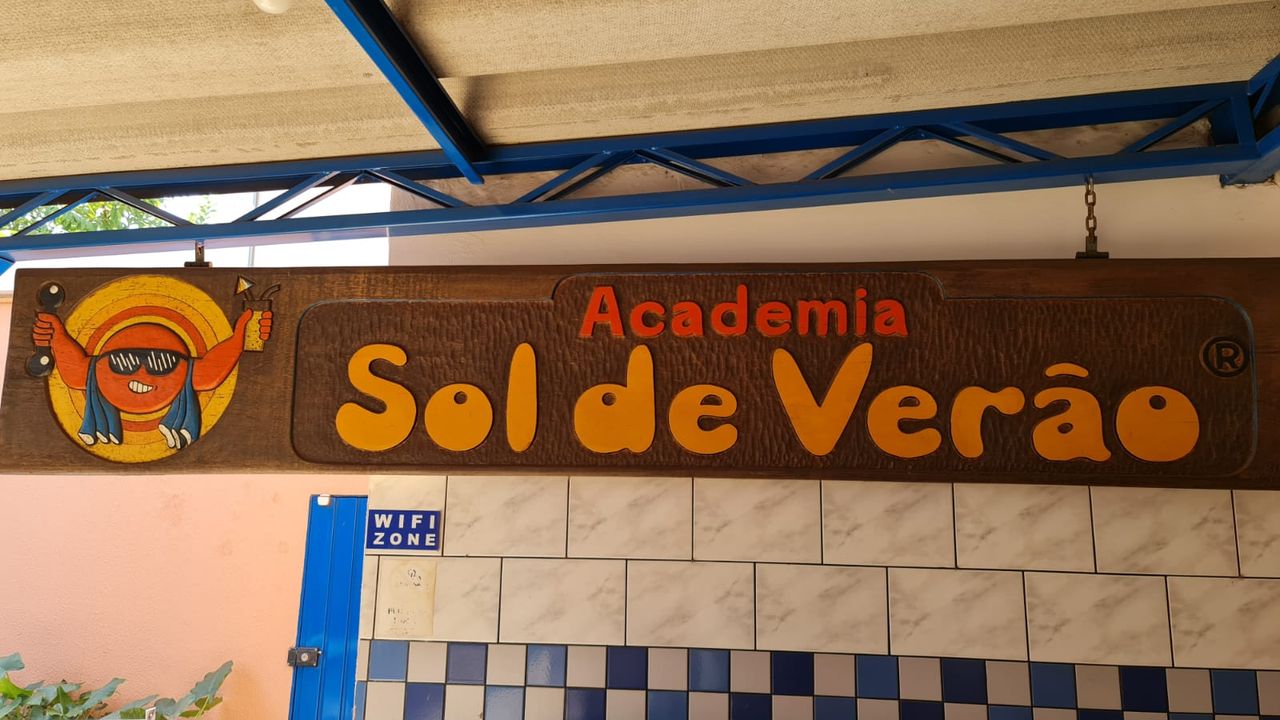 Academia
Sol de Verão
®
WIFI
ZONE